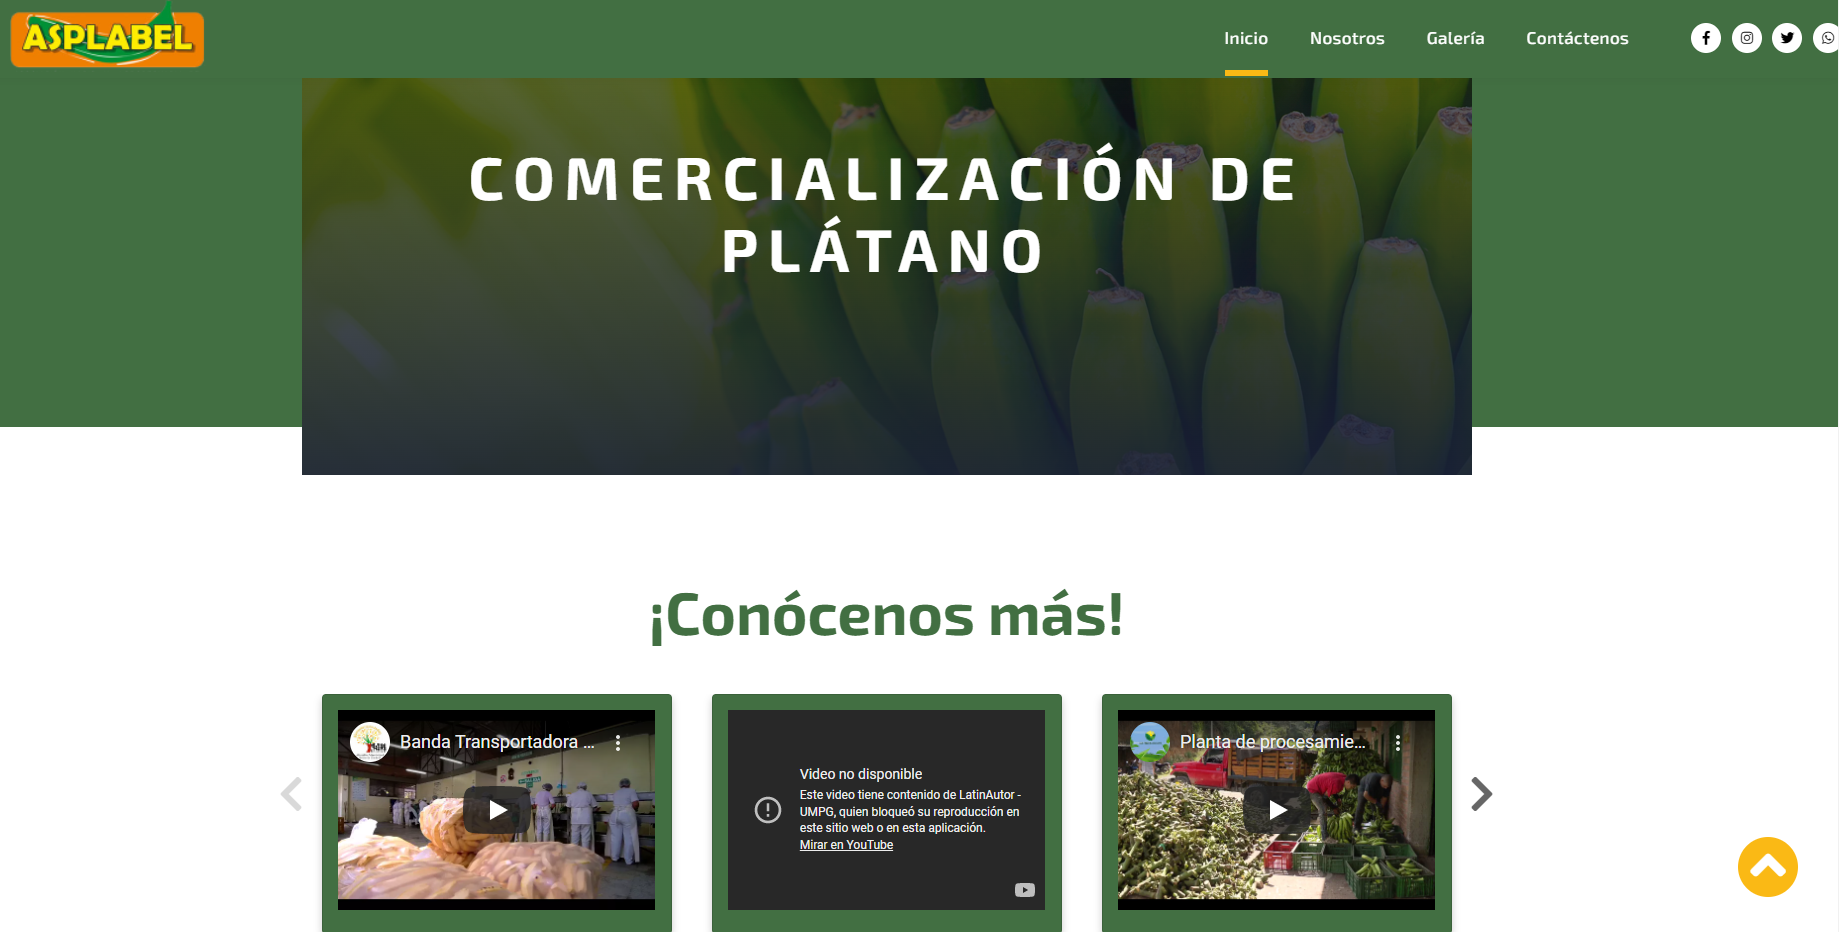 ASPLABEL
Inicio
Nosotros
Galería
Contáctenos
COMERCIALIZACIÓN DE
PLÁTANO
¡Conócenos más!
Banda Transportadora ...
Video no disponible
Este video tiene contenido de LatinAutor -
UMPG, quien bloqueó su reproducción en
este sitio web o en esta aplicación.
Mirar en YouTube
Planta de procesamie...